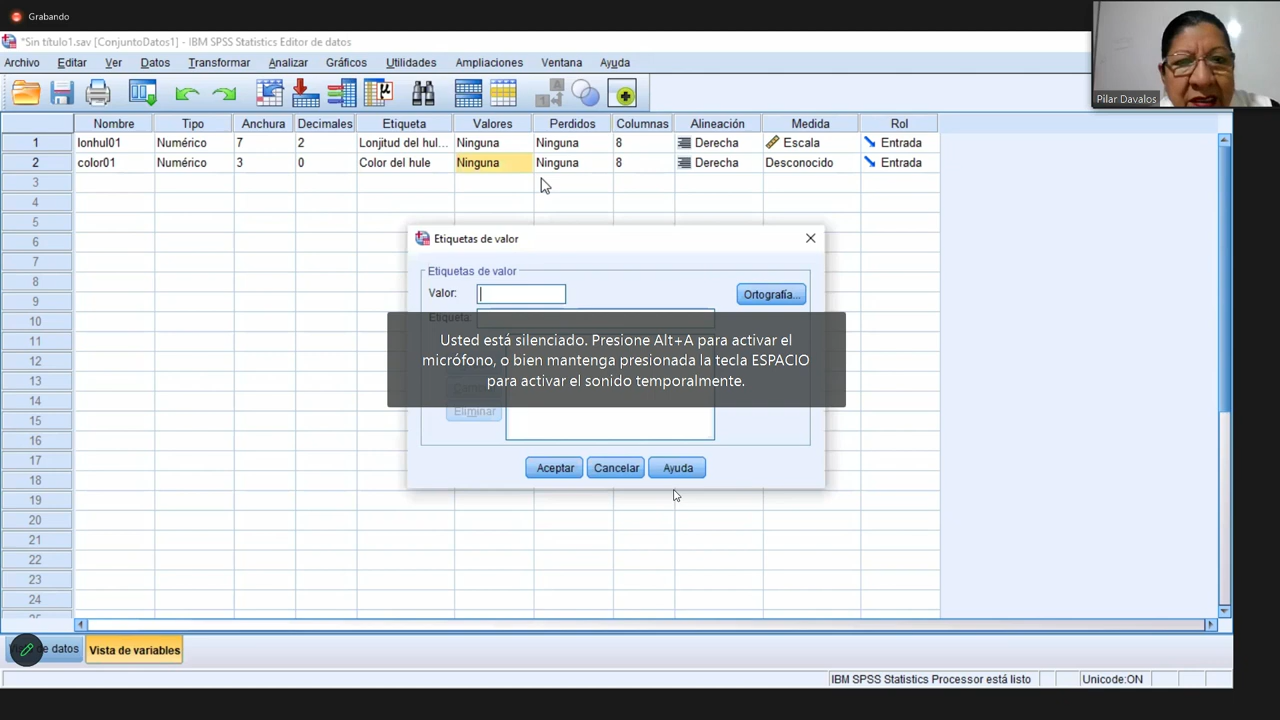 Grabando
*Sin título1.sav [ConjuntoDatos1] - IBM SPSS Statistics Editor de datos
Archivo Editar Ver Datos Transformar Analizar Gráficos Utilidades Ampliaciones Ventana Ayuda
Pilar Davalos
Nombre Tipo Anchura Decimales Etiqueta Valores Perdidos Columnas Alineación Medida Rol
1 lonhul01 Numérico 7 2 Lonjitud del hul... Ninguna Ninguna 8 Derecha Escala Entrada
2 color01 Numérico 3 0 Color del hule Ninguna Ninguna 8 Derecha Desconocido Entrada
3
4
5
6
7
8
9
10
11
12
13
14
15
16
17
18
19
20
21
22
23
24
Etiquetas de valor
Etiquetas de valor
Valor:
Ortografía...
Etiqueta:
Usted está silenciado. Presione Alt+A para activar el
micrófono, o bien mantenga presionada la tecla ESPACIO
para activar el sonido temporalmente.
Eliminar
Aceptar Cancelar Ayuda
de datos Vista de variables
IBM SPSS Statistics Processor está listo Unicode:ON